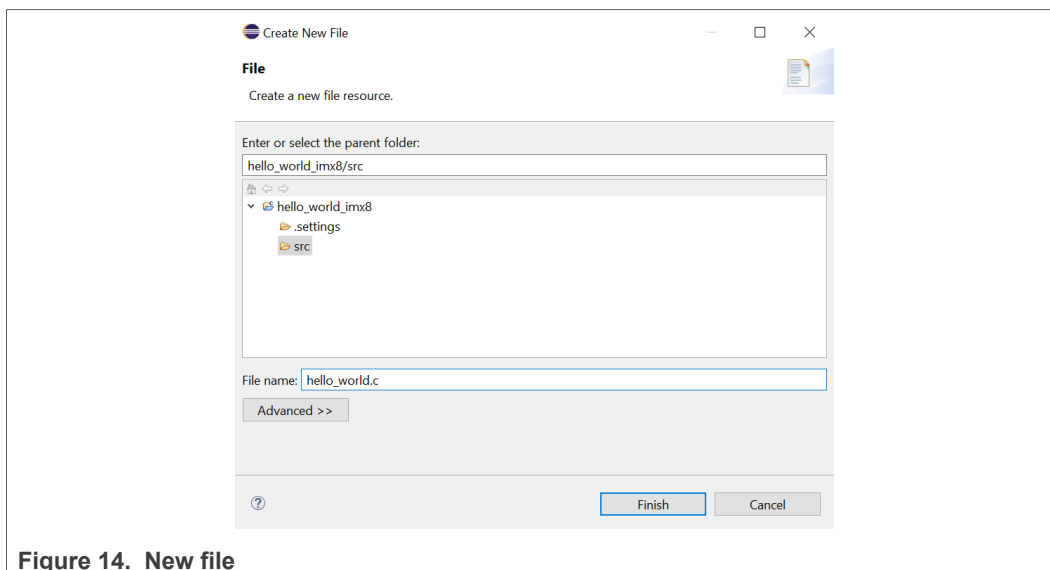 Create New File
File
Create a new file resource.
Enter or select the parent folder:
hello_world_imx8/src
hello_world_imx8
.settings
src
File name: hello_world.c
Advanced >>
Finish Cancel
Figure 14. New file